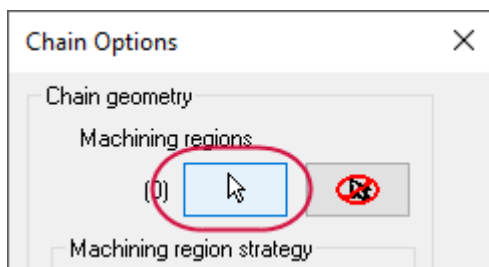 Chain Options
Chain geometry
Machining regions
(0)
Machining region strategy